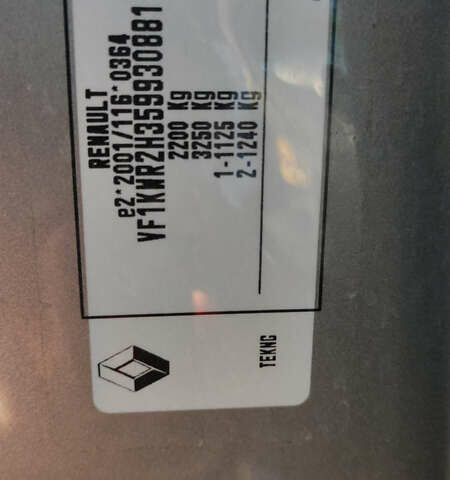 RENAULT
e2*2001/116*0364
VF1KWR2H359930881
2200 Kg
3250 Kg
1-1125 Kg
2-1240 Kg
TEKNG